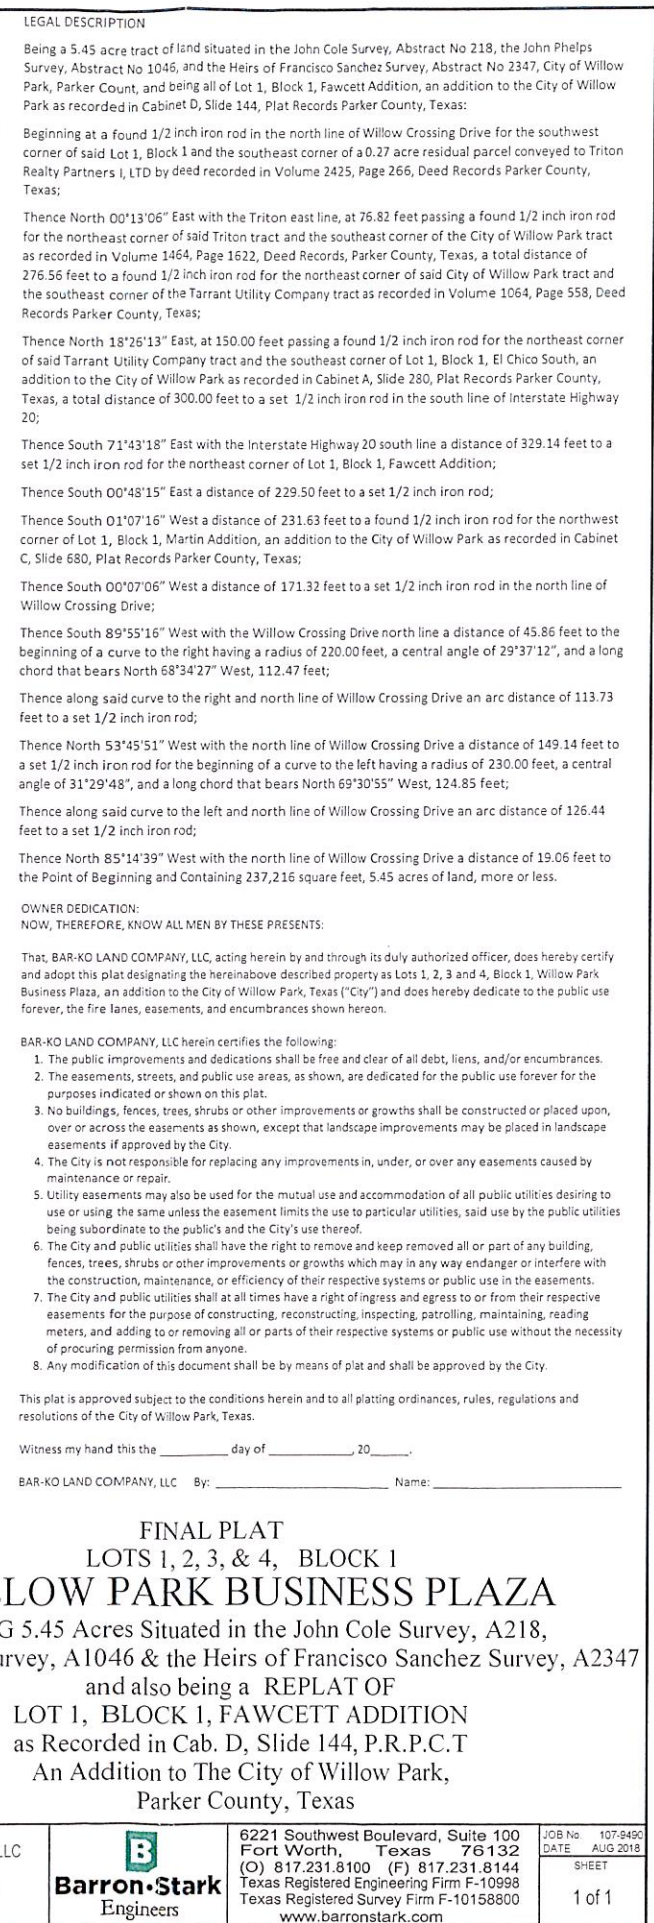 LEGAL DESCRIPTION
Being a 5.45 acre tract of land situated in the John Cole Survey, Abstract No 218, the John Phelps
Survey, Abstract No 1046, and the Heirs of Francisco Sanchez Survey, Abstract No 2347, City of Willow
Park, Parker Count, and being all of Lot 1, Block 1, Fawcett Addition, an addition to the City of Willow
Park as recorded in Cabinet D, Slide 144, Plat Records Parker County, Texas:
Beginning at a found 1/2 inch iron rod in the north line of Willow Crossing Drive for the southwest
corner of said Lot 1, Block 1 and the southeast corner of a 0.27 acre residual parcel conveyed to Triton
Realty Partners I, LTD by deed recorded in Volume 2425, Page 266, Deed Records Parker County,
Texas;
Thence North 00°13'06" East with the Triton east line, at 76.82 feet passing a found 1/2 inch iron rod
for the northeast corner of said Triton tract and the southeast corner of the City of Willow Park tract
as recorded in Volume 1464, Page 1622, Deed Records, Parker County, Texas, a total distance of
276.56 feet to a found 1/2 inch iron rod for the northeast corner of said City of Willow Park tract and
the southeast corner of the Tarrant Utility Company tract as recorded in Volume 1064, Page 558, Deed
Records Parker County, Texas;
Thence North 18°26'13" East, at 150.00 feet passing a found 1/2 inch iron rod for the northeast corner
of said Tarrant Utility Company tract and the southeast corner of Lot 1, Block 1, El Chico South, an
addition to the City of Willow Park as recorded in Cabinet A, Slide 280, Plat Records Parker County,
Texas, a total distance of 300.00 feet to a set 1/2 inch iron rod in the south line of Interstate Highway
20;
Thence South 71°43'18" East with the Interstate Highway 20 south line a distance of 329.14 feet to a
set 1/2 inch iron rod for the northeast corner of Lot 1, Block 1, Fawcett Addition;
Thence South 00°48'15" East a distance of 229.50 feet to a set 1/2 inch iron rod;
Thence South 01°07'16" West a distance of 231.63 feet to a found 1/2 inch iron rod for the northwest
corner of Lot 1, Block 1, Martin Addition, an addition to the City of Willow Park as recorded in Cabinet
C, Slide 680, Plat Records Parker County, Texas;
Thence South 00°07'06" West a distance of 171.32 feet to a set 1/2 inch iron rod in the north line of
Willow Crossing Drive;
Thence South 89°55'16" West with the Willow Crossing Drive north line a distance of 45.86 feet to the
beginning of a curve to the right having a radius of 220.00 feet, a central angle of 29°37'12", and a long
chord that bears North 68°34'27" West, 112.47 feet;
Thence along said curve to the right and north line of Willow Crossing Drive an arc distance of 113.73
feet to a set 1/2 inch iron rod;
Thence North 53°45'51" West with the north line of Willow Crossing Drive a distance of 149.14 feet to
a set 1/2 inch iron rod for the beginning of a curve to the left having a radius of 230.00 feet, a central
angle of 31°29'48", and a long chord that bears North 69°30'55" West, 124.85 feet;
Thence along said curve to the left and north line of Willow Crossing Drive an arc distance of 126.44
feet to a set 1/2 inch iron rod;
Thence North 85°14'39" West with the north line of Willow Crossing Drive a distance of 19.06 feet to
the Point of Beginning and Containing 237,216 square feet, 5.45 acres of land, more or less.
OWNER DEDICATION:
NOW, THEREFORE, KNOW ALL MEN BY THESE PRESENTS:
That, BAR-KO LAND COMPANY, LLC, acting herein by and through its duly authorized officer, does hereby certify
and adopt this plat designating the hereinabove described property as Lots 1, 2, 3 and 4, Block 1, Willow Park
Business Plaza, an addition to the City of Willow Park, Texas ("City") and does hereby dedicate to the public use
forever, the fire lanes, easements, and encumbrances shown hereon.
BAR-KO LAND COMPANY, LLC herein certifies the following:
1. The public improvements and dedications shall be free and clear of all debt, liens, and/or encumbrances.
2. The easements, streets, and public use areas, as shown, are dedicated for the public use forever for the
purposes indicated or shown on this plat.
3. No buildings, fences, trees, shrubs or other improvements or growths shall be constructed or placed upon,
over or across the easements as shown, except that landscape improvements may be placed in landscape
easements if approved by the City.
4. The City is not responsible for replacing any improvements in, under, or over any easements caused by
maintenance or repair.
5. Utility easements may also be used for the mutual use and accommodation of all public utilities desiring to
use or using the same unless the easement limits the use to particular utilities, said use by the public utilities
being subordinate to the public's and the City's use thereof.
6. The City and public utilities shall have the right to remove and keep removed all or part of any building,
fences, trees, shrubs or other improvements or growths which may in any way endanger or interfere with
the construction, maintenance, or efficiency of their respective systems or public use in the easements.
7. The City and public utilities shall at all times have a right of ingress and egress to or from their respective
easements for the purpose of constructing, reconstructing, inspecting, patrolling, maintaining, reading
meters, and adding to or removing all or parts of their respective systems or public use without the necessity
of procuring permission from anyone.
8. Any modification of this document shall be by means of plat and shall be approved by the City.
This plat is approved subject to the conditions herein and to all platting ordinances, rules, regulations and
resolutions of the City of Willow Park, Texas.
Witness my hand this the __________ day of ____________, 20______.
BAR-KO LAND COMPANY, LLC By: __________________________ Name: ____________________________
FINAL PLAT
LOTS 1, 2, 3, & 4, BLOCK 1
LOW PARK BUSINESS PLAZA
G 5.45 Acres Situated in the John Cole Survey, A218,
urvey, A1046 & the Heirs of Francisco Sanchez Survey, A2347
and also being a REPLAT OF
LOT 1, BLOCK 1, FAWCETT ADDITION
as Recorded in Cab. D, Slide 144, P.R.P.C.T
An Addition to The City of Willow Park,
Parker County, Texas
LLC
B
Barron•Stark
Engineers
6221 Southwest Boulevard, Suite 100
Fort Worth, Texas 76132
(O) 817.231.8100 (F) 817.231.8144
Texas Registered Engineering Firm F-10998
Texas Registered Survey Firm F-10158800
www.barronstark.com
JOB No. 107-9490
DATE AUG 2018
SHEET
1 of 1